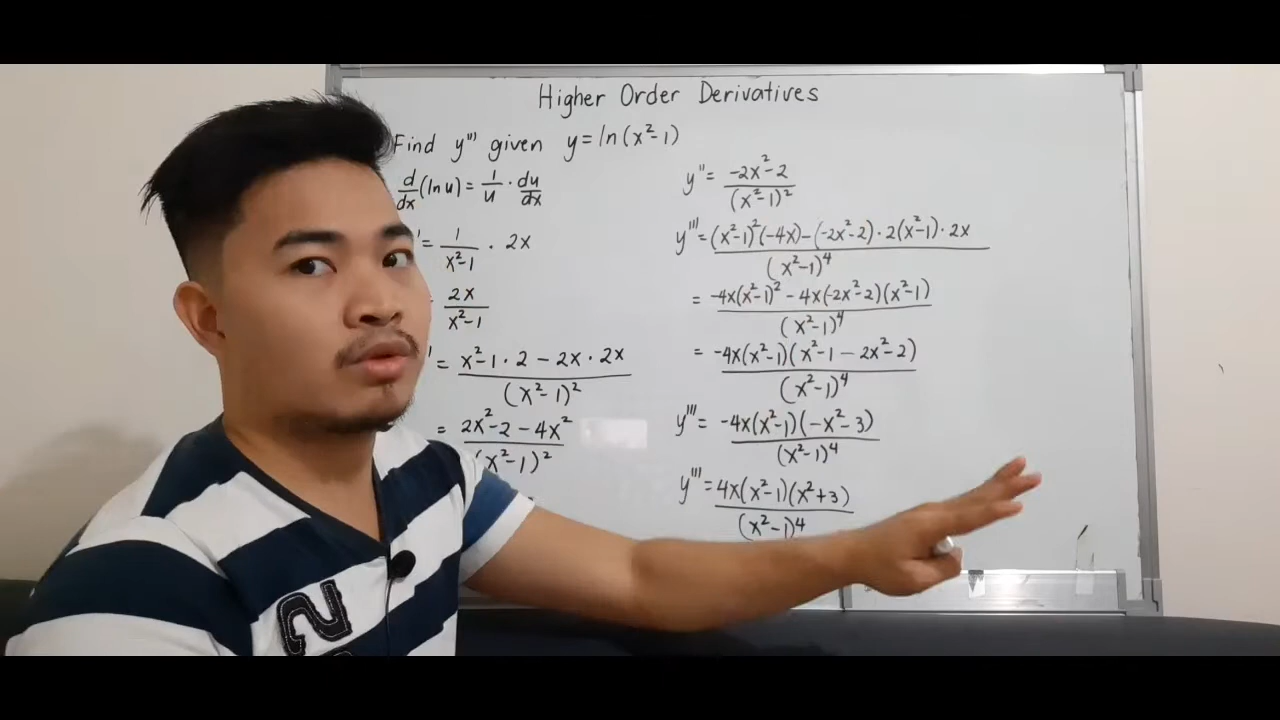 Higher Order Derivatives
Find y''' given y = ln(x²-1)
d/dx (ln u) = 1/u · du/dx
' = 1/(x²-1) · 2x
2x/(x²-1)
' = (x²-1·2 - 2x·2x)/(x²-1)²
= (2x²-2-4x²)/(x²-1)²
y'' = (-2x²-2)/(x²-1)²
y''' = ((x²-1)²(-4x)-(-2x²-2)·2(x²-1)·2x)/(x²-1)⁴
= (-4x(x²-1)² - 4x(-2x²-2)(x²-1))/(x²-1)⁴
= (-4x(x²-1)(x²-1-2x²-2))/(x²-1)⁴
y''' = (-4x(x²-1)(-x²-3))/(x²-1)⁴
y''' = (4x(x²-1)(x²+3))/(x²-1)⁴
2